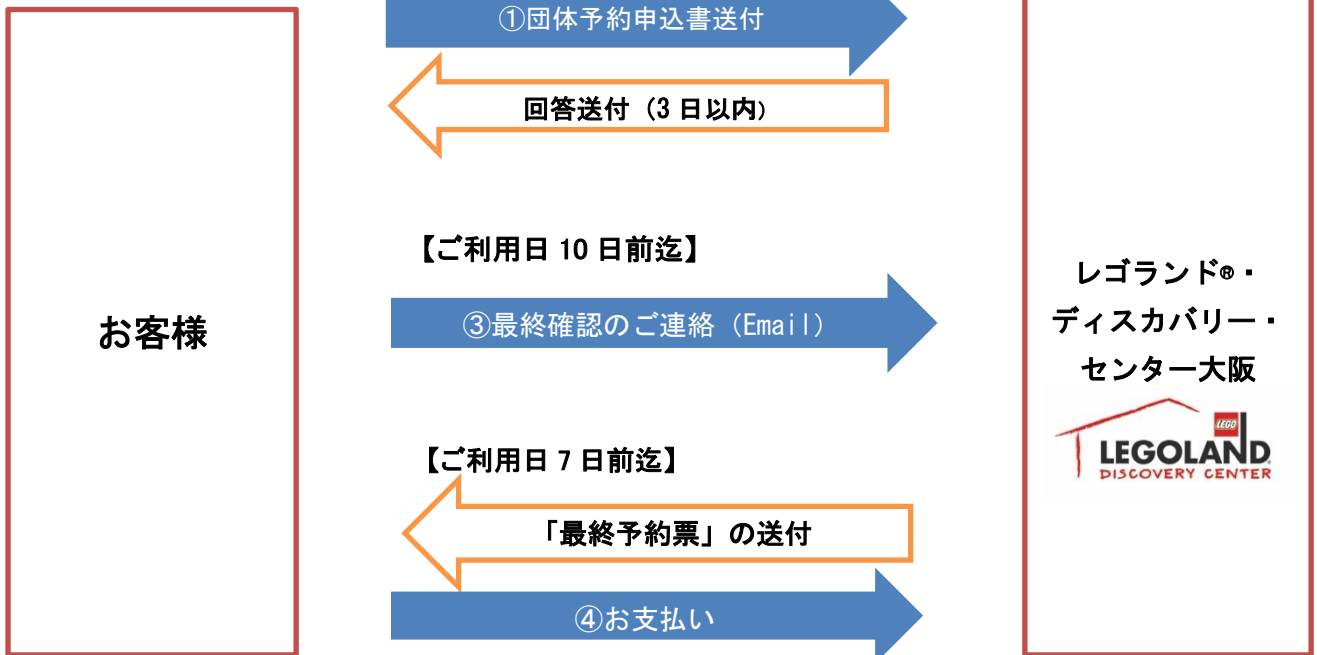 ①団体予約申込書送付
回答送付（3 日以内）
【ご利用日 10 日前迄】
③最終確認のご連絡（Email）
お客様
レゴランド®・
ディスカバリー・
センター大阪
LEGO
LEGOLAND
DISCOVERY CENTER
【ご利用日 7 日前迄】
「最終予約票」の送付
④お支払い